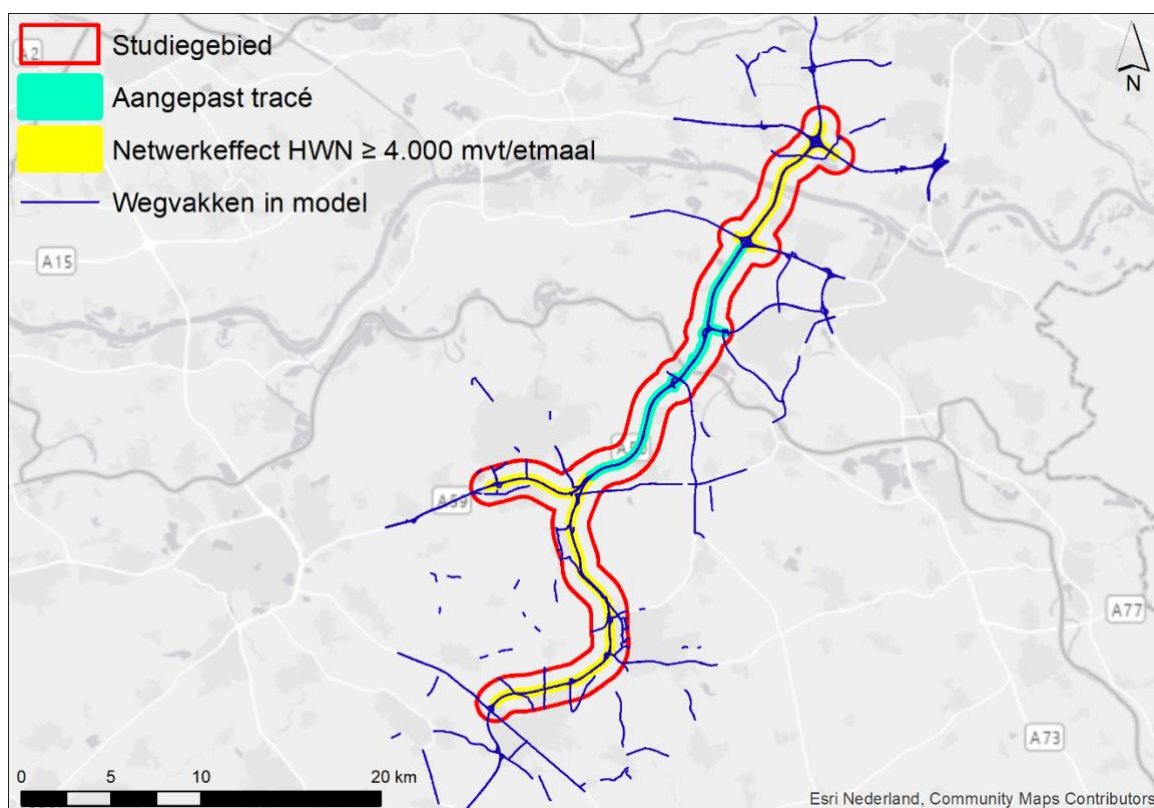 Studiegebied
Aangepast tracé
Netwerkeffect HWN ≥ 4.000 mvt/etmaal
Wegvakken in model
A2
N
A15
A59
A77
A73
0 5 10 20 km
Esri Nederland, Community Maps Contributors